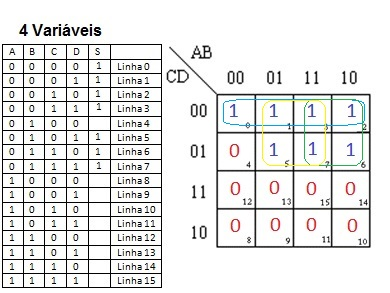 4 Variáveis
A B C D S
0 0 0 0 1 Linha 0
0 0 0 1 1 Linha 1
0 0 1 0 1 Linha 2
0 0 1 1 1 Linha 3
0 1 0 0 Linha 4
0 1 0 1 1 Linha 5
0 1 1 0 1 Linha 6
0 1 1 1 1 Linha 7
1 0 0 0 Linha 8
1 0 0 1 Linha 9
1 0 1 0 Linha 10
1 0 1 1 Linha 11
1 1 0 0 Linha 12
1 1 0 1 Linha 13
1 1 1 0 Linha 14
1 1 1 1 Linha 15
AB
CD 00 01 11 10
00 1 0 1 1 1 3 1 2
01 0 4 1 5 1 7 1 6
11 0 12 0 13 0 15 0 14
10 0 8 0 9 0 11 0 10